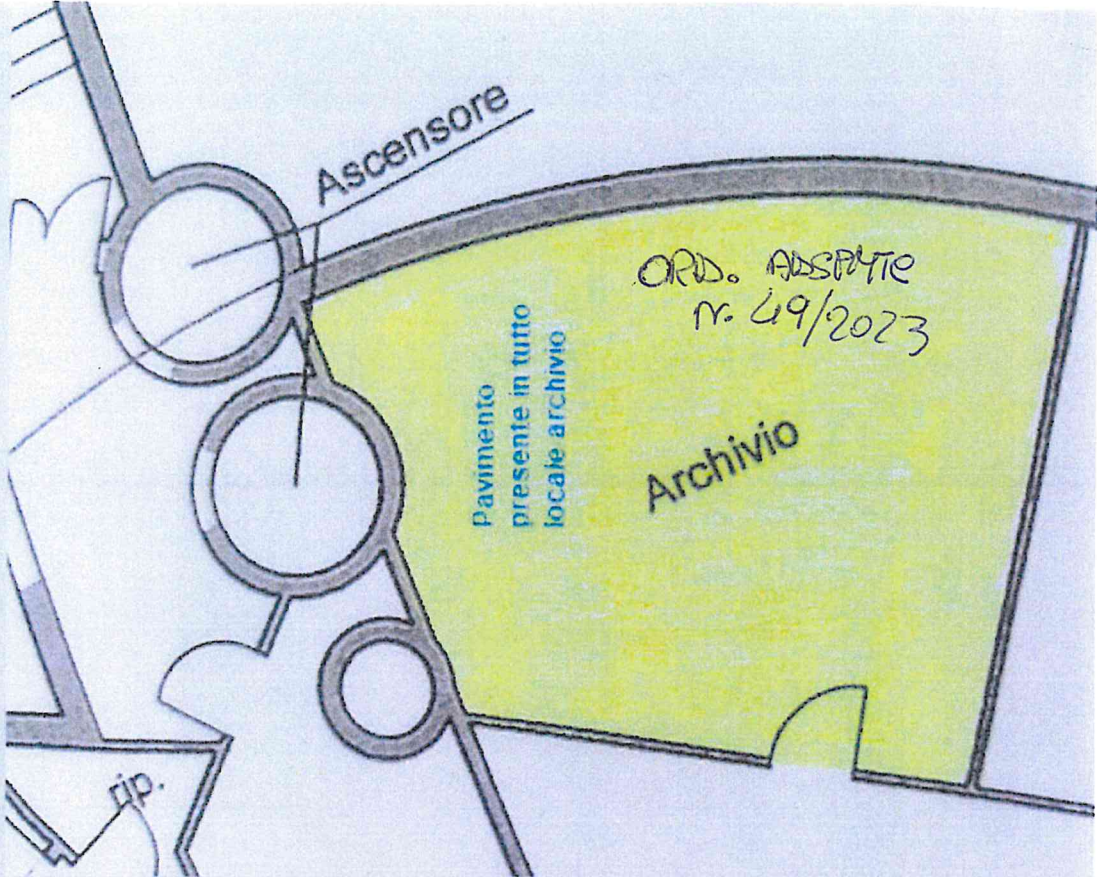 Ascensore
ORD. ADSPMTC
N. 49/2023
Pavimento
presente in tutto
locale archivio
Archivio
rip.